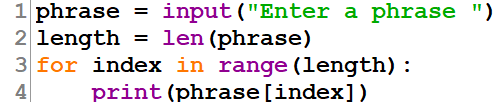 1 phrase = input("Enter a phrase ")
2 length = len(phrase)
3 for index in range(length):
4     print(phrase[index])